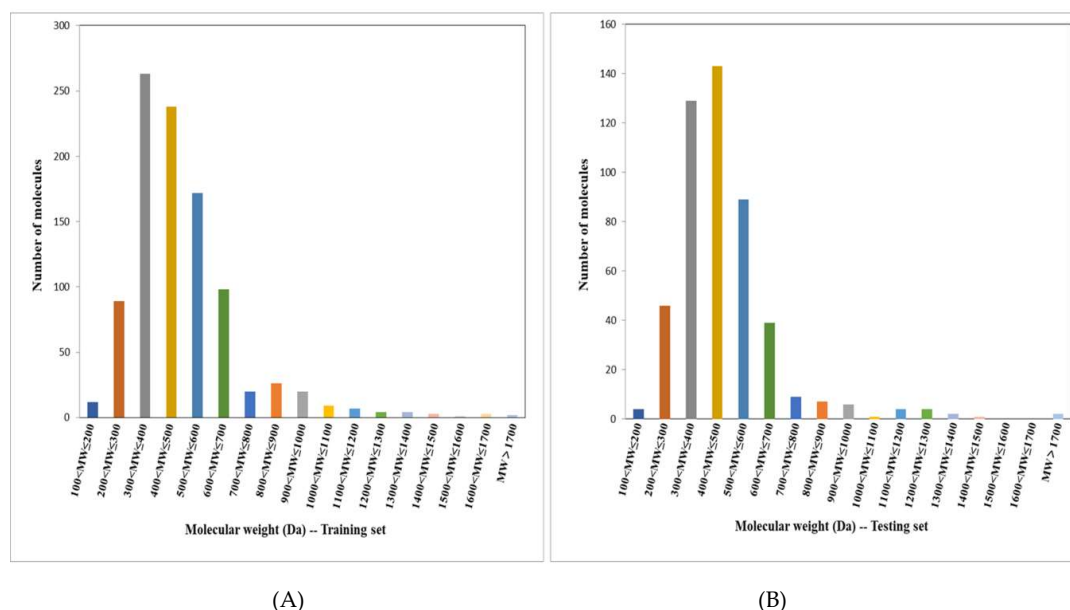 300
250
200
150
100
50
0
Number of molecules
100<MW≤200
200<MW≤300
300<MW≤400
400<MW≤500
500<MW≤600
600<MW≤700
700<MW≤800
800<MW≤900
900<MW≤1000
1000<MW≤1100
1100<MW≤1200
1200<MW≤1300
1300<MW≤1400
1400<MW≤1500
1500<MW≤1600
1600<MW≤1700
MW > 1700
Molecular weight (Da) -- Training set
(A)
160
140
120
100
80
60
40
20
0
Number of molecules
100<MW≤200
200<MW≤300
300<MW≤400
400<MW≤500
500<MW≤600
600<MW≤700
700<MW≤800
800<MW≤900
900<MW≤1000
1000<MW≤1100
1100<MW≤1200
1200<MW≤1300
1300<MW≤1400
1400<MW≤1500
1500<MW≤1600
1600<MW≤1700
MW > 1700
Molecular weight (Da) -- Testing set
(B)